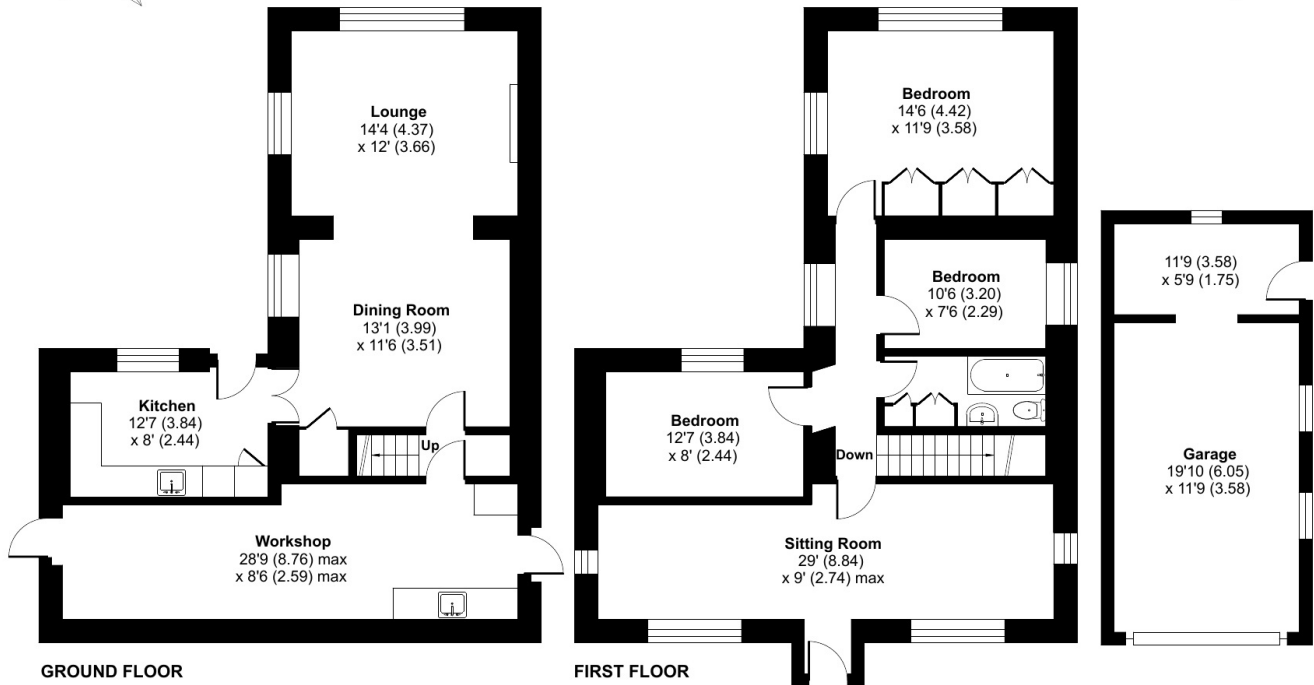 Lounge
14'4 (4.37)
x 12' (3.66)
Dining Room
13'1 (3.99)
x 11'6 (3.51)
Kitchen
12'7 (3.84)
x 8' (2.44)
Up
Workshop
28'9 (8.76) max
x 8'6 (2.59) max
GROUND FLOOR
Bedroom
14'6 (4.42)
x 11'9 (3.58)
Bedroom
10'6 (3.20)
x 7'6 (2.29)
Bedroom
12'7 (3.84)
x 8' (2.44)
Down
Sitting Room
29' (8.84)
x 9' (2.74) max
FIRST FLOOR
11'9 (3.58)
x 5'9 (1.75)
Garage
19'10 (6.05)
x 11'9 (3.58)